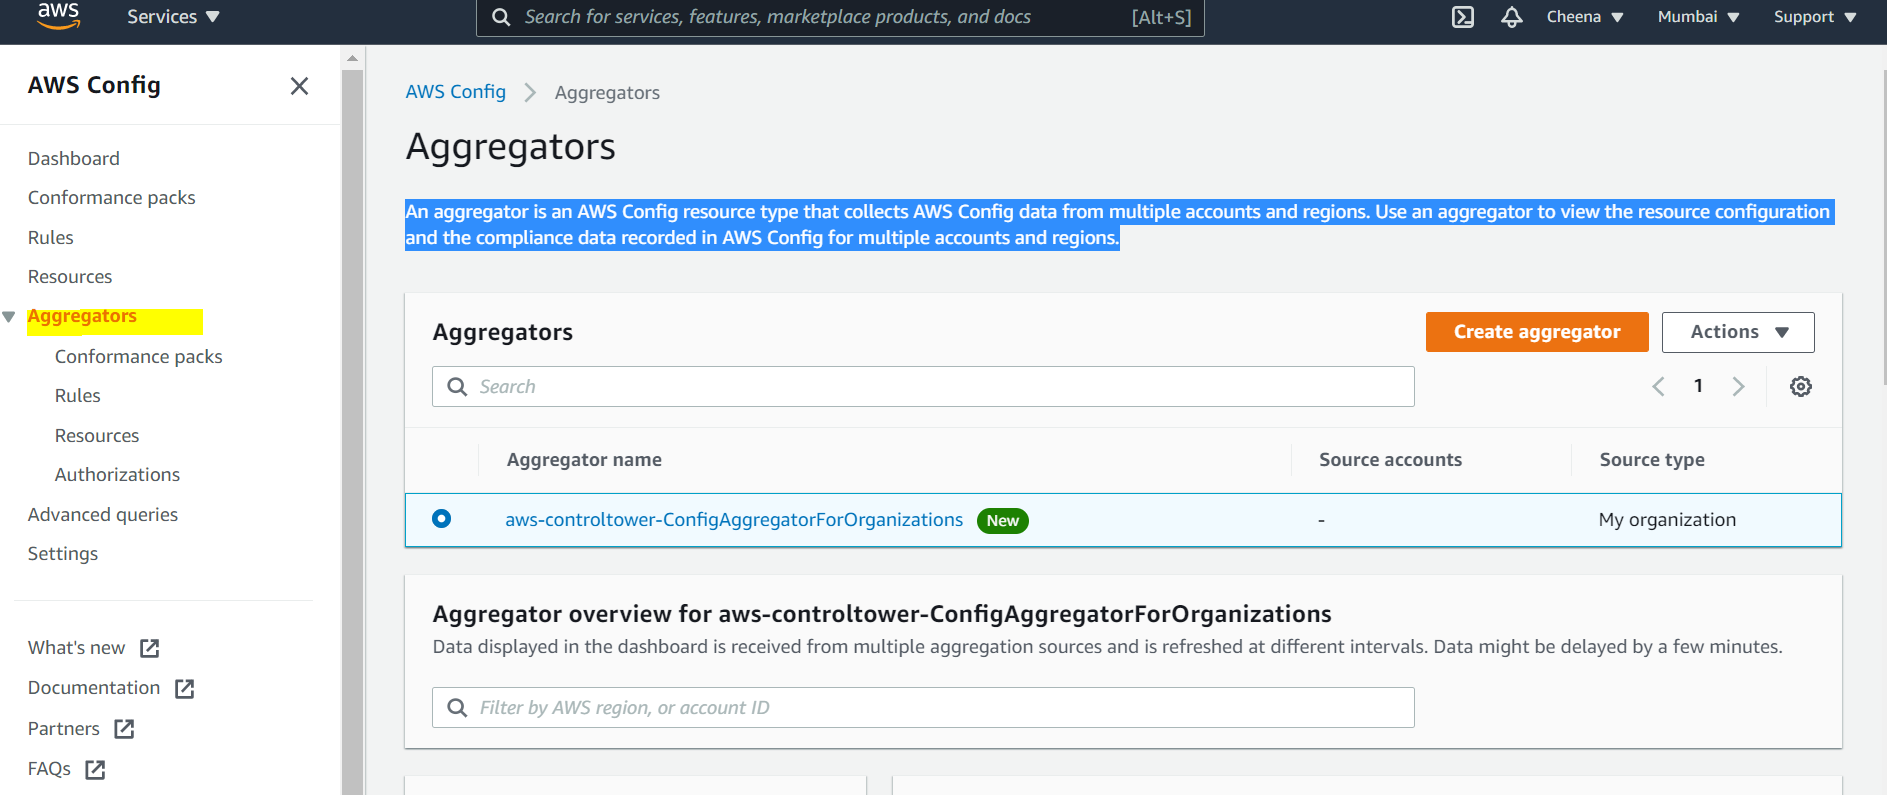 aws
Services
Search for services, features, marketplace products, and docs
[Alt+S]
Cheena
Mumbai
Support
AWS Config
Dashboard
Conformance packs
Rules
Resources
Aggregators
Conformance packs
Rules
Resources
Authorizations
Advanced queries
Settings
What's new
Documentation
Partners
FAQs
AWS Config
Aggregators
Aggregators
An aggregator is an AWS Config resource type that collects AWS Config data from multiple accounts and regions. Use an aggregator to view the resource configuration
and the compliance data recorded in AWS Config for multiple accounts and regions.
Aggregators
Create aggregator
Actions
Search
1
Aggregator name
Source accounts
Source type
aws-controltower-ConfigAggregatorForOrganizations
New
-
My organization
Aggregator overview for aws-controltower-ConfigAggregatorForOrganizations
Data displayed in the dashboard is received from multiple aggregation sources and is refreshed at different intervals. Data might be delayed by a few minutes.
Filter by AWS region, or account ID